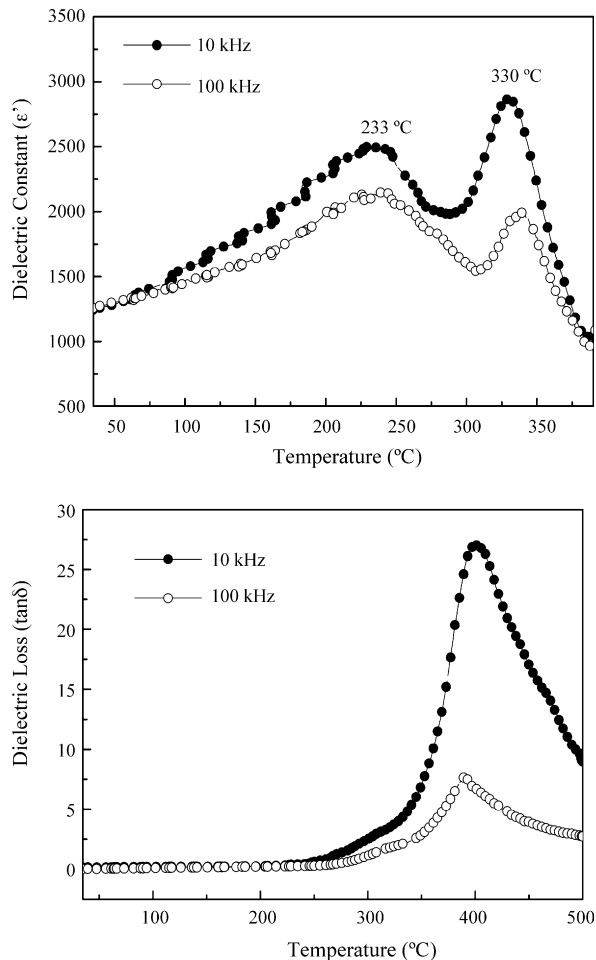 3500
3000
2500
2000
1500
1000
500
Dielectric Constant (ε')
10 kHz
100 kHz
233 ºC
330 ºC
50
100
150
200
250
300
350
Temperature (ºC)
30
25
20
15
10
5
0
Dielectric Loss (tanδ)
10 kHz
100 kHz
100
200
300
400
500
Temperature (ºC)